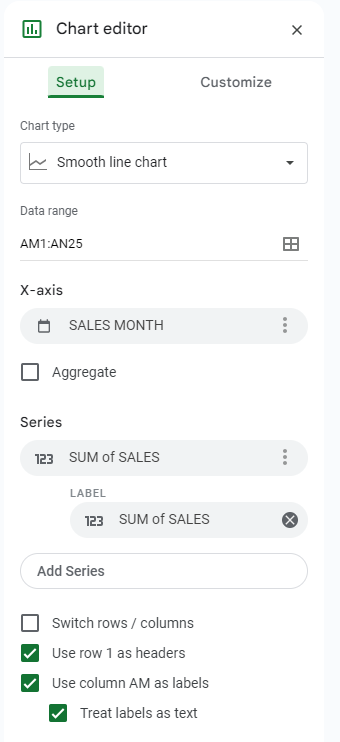 Chart editor
Setup Customize
Chart type
Smooth line chart
Data range
AM1:AN25
X-axis
SALES MONTH
Aggregate
Series
123 SUM of SALES
LABEL
123 SUM of SALES
Add Series
Switch rows / columns
Use row 1 as headers
Use column AM as labels
Treat labels as text